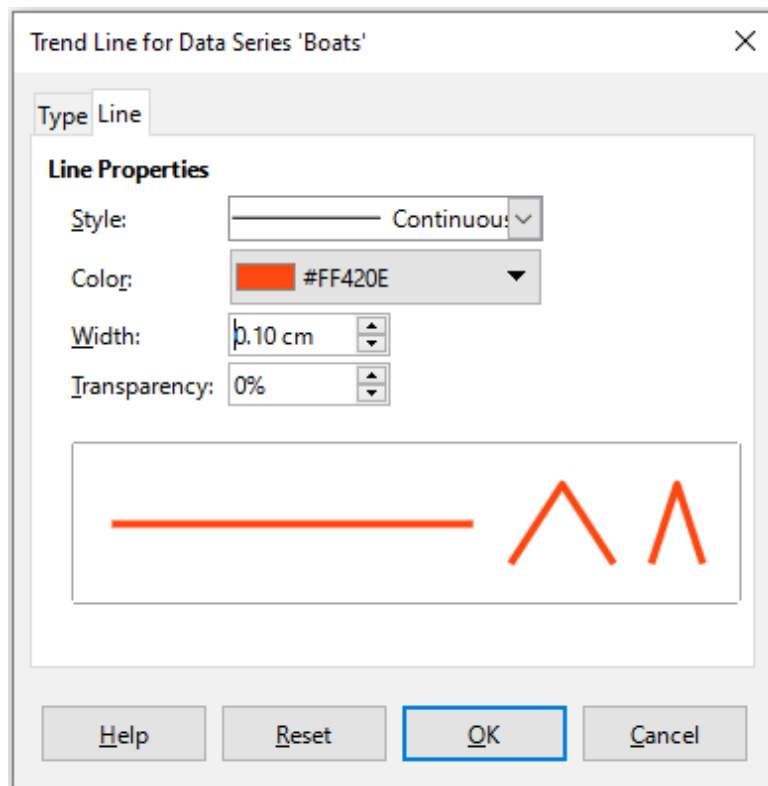 Trend Line for Data Series 'Boats'
Type Line
Line Properties
Style: Continuous
Color: #FF420E
Width: 0.10 cm
Transparency: 0%
Help Reset OK Cancel